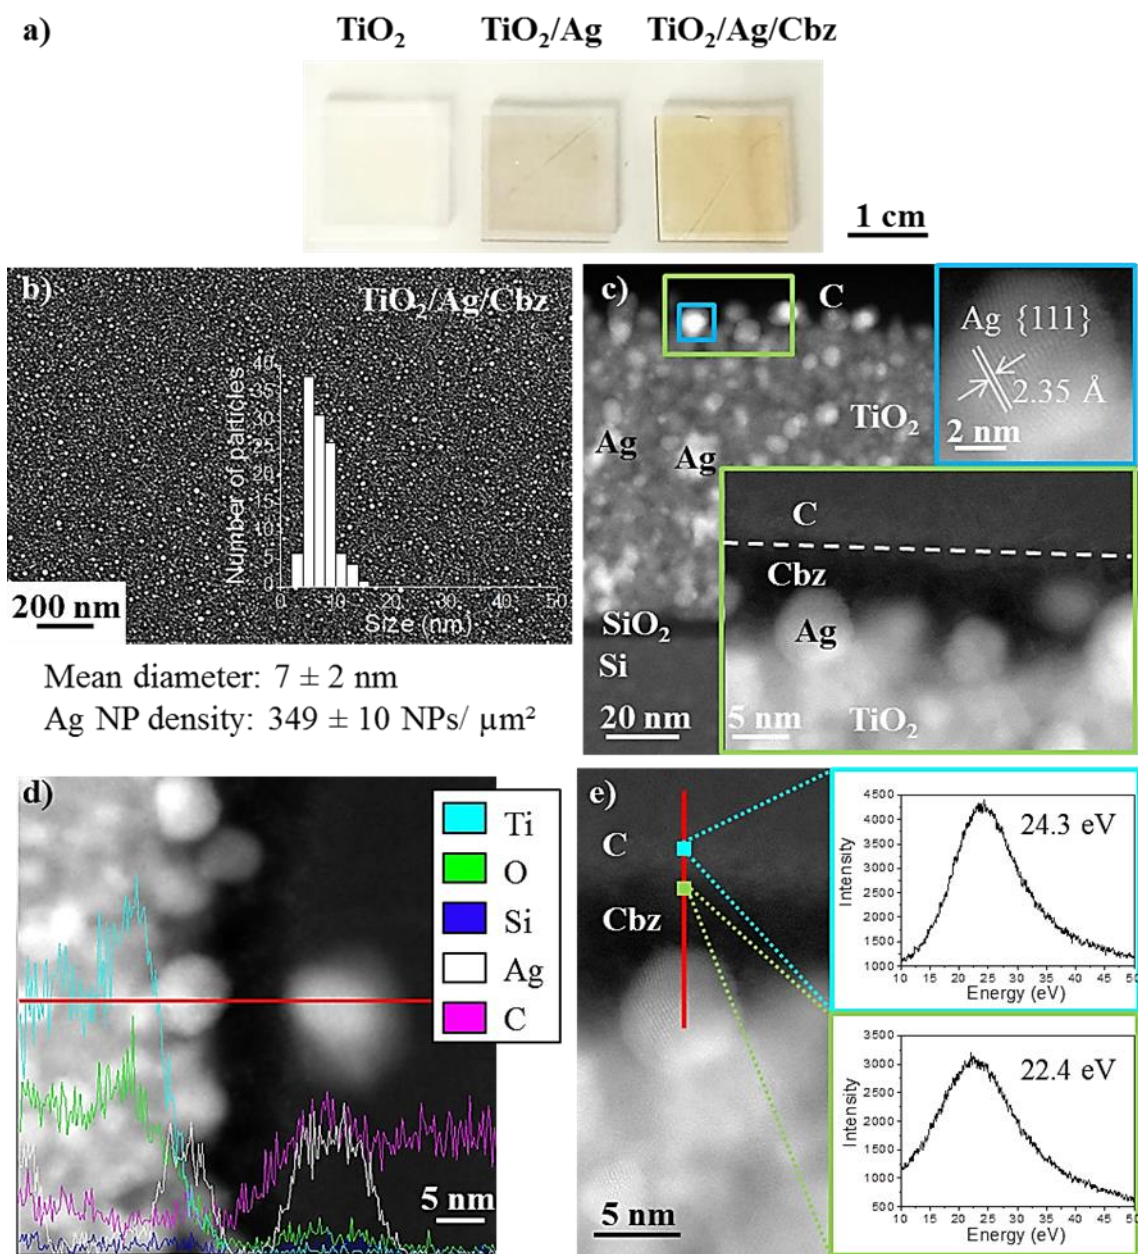 a)
TiO₂ TiO₂/Ag TiO₂/Ag/Cbz
1 cm
b)
TiO₂/Ag/Cbz
Number of particles
40
30
25
20
15
10
5
0
0 10 20 30 40 50
Size (nm)
200 nm
Mean diameter: 7 ± 2 nm
Ag NP density: 349 ± 10 NPs/ µm²
c)
C
TiO₂
Ag
Ag
SiO₂
Si
20 nm
Ag {111}
2.35 Å
2 nm
C
Cbz
Ag
TiO₂
5 nm
d)
Ti
O
Si
Ag
C
5 nm
e)
C
Cbz
5 nm
24.3 eV
Intensity
4500
4000
3500
3000
2500
2000
1500
1000
10 15 20 25 30 35 40 45 50
Energy (eV)
22.4 eV
Intensity
3500
3000
2500
2000
1500
1000
500
10 15 20 25 30 35 40 45 50
Energy (eV)